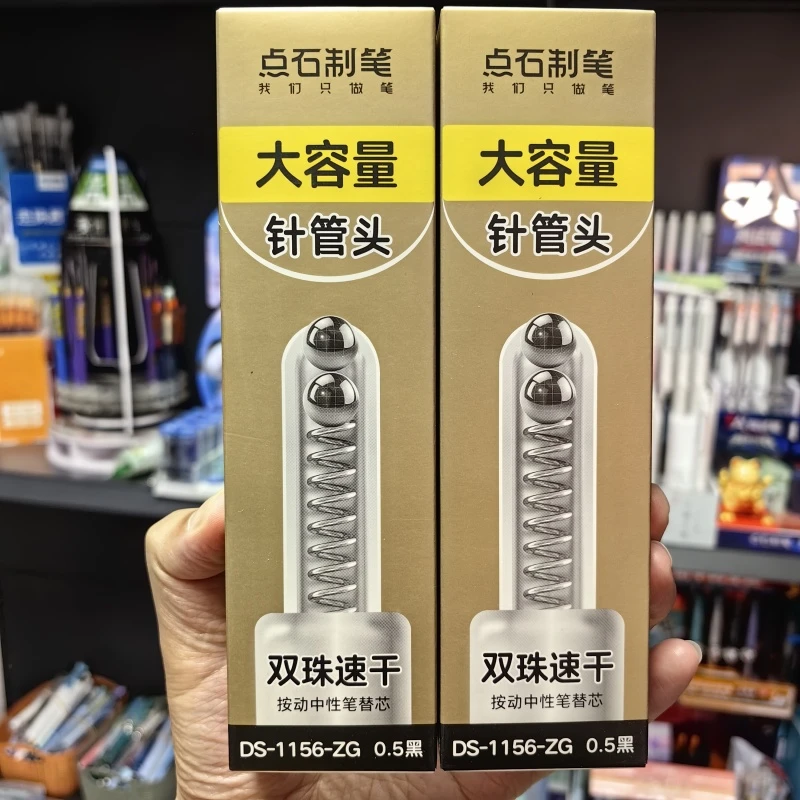 点石制笔
我们只做笔
大容量
针管头
双珠速干
按动中性笔替芯
DS-1156-ZG 0.5黑
点石制笔
我们只做笔
大容量
针管头
双珠速干
按动中性笔替芯
DS-1156-ZG 0.5黑